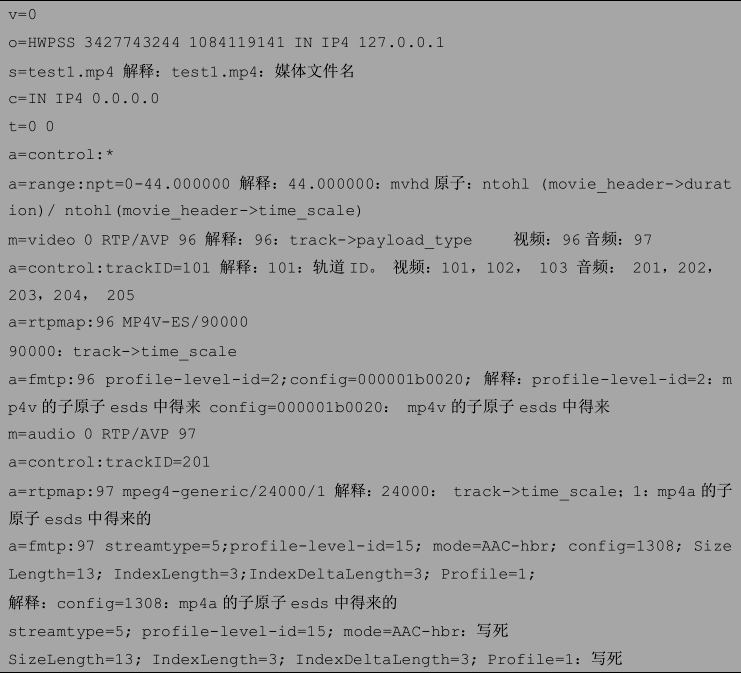 v=0
o=HWPSS 3427743244 1084119141 IN IP4 127.0.0.1
s=test1.mp4 解释：test1.mp4：媒体文件名
c=IN IP4 0.0.0.0
t=0 0
a=control:*
a=range:npt=0-44.000000 解释：44.000000：mvhd 原子：ntohl (movie_header->durat
ion)/ ntohl(movie_header->time_scale)
m=video 0 RTP/AVP 96 解释：96：track->payload_type 视频：96 音频：97
a=control:trackID=101 解释：101：轨道 ID。 视频：101，102， 103 音频： 201，202，
203，204， 205
a=rtpmap:96 MP4V-ES/90000
90000：track->time_scale
a=fmtp:96 profile-level-id=2;config=000001b0020; 解释：profile-level-id=2：m
p4v 的子原子 esds 中得来 config=000001b0020： mp4v 的子原子 esds 中得来
m=audio 0 RTP/AVP 97
a=control:trackID=201
a=rtpmap:97 mpeg4-generic/24000/1 解释：24000： track->time_scale；1：mp4a 的子
原子 esds 中得来的
a=fmtp:97 streamtype=5;profile-level-id=15; mode=AAC-hbr; config=1308; Size
Length=13; IndexLength=3;IndexDeltaLength=3; Profile=1;
解释：config=1308：mp4a 的子原子 esds 中得来的
streamtype=5; profile-level-id=15; mode=AAC-hbr：写死
SizeLength=13; IndexLength=3; IndexDeltaLength=3; Profile=1：写死